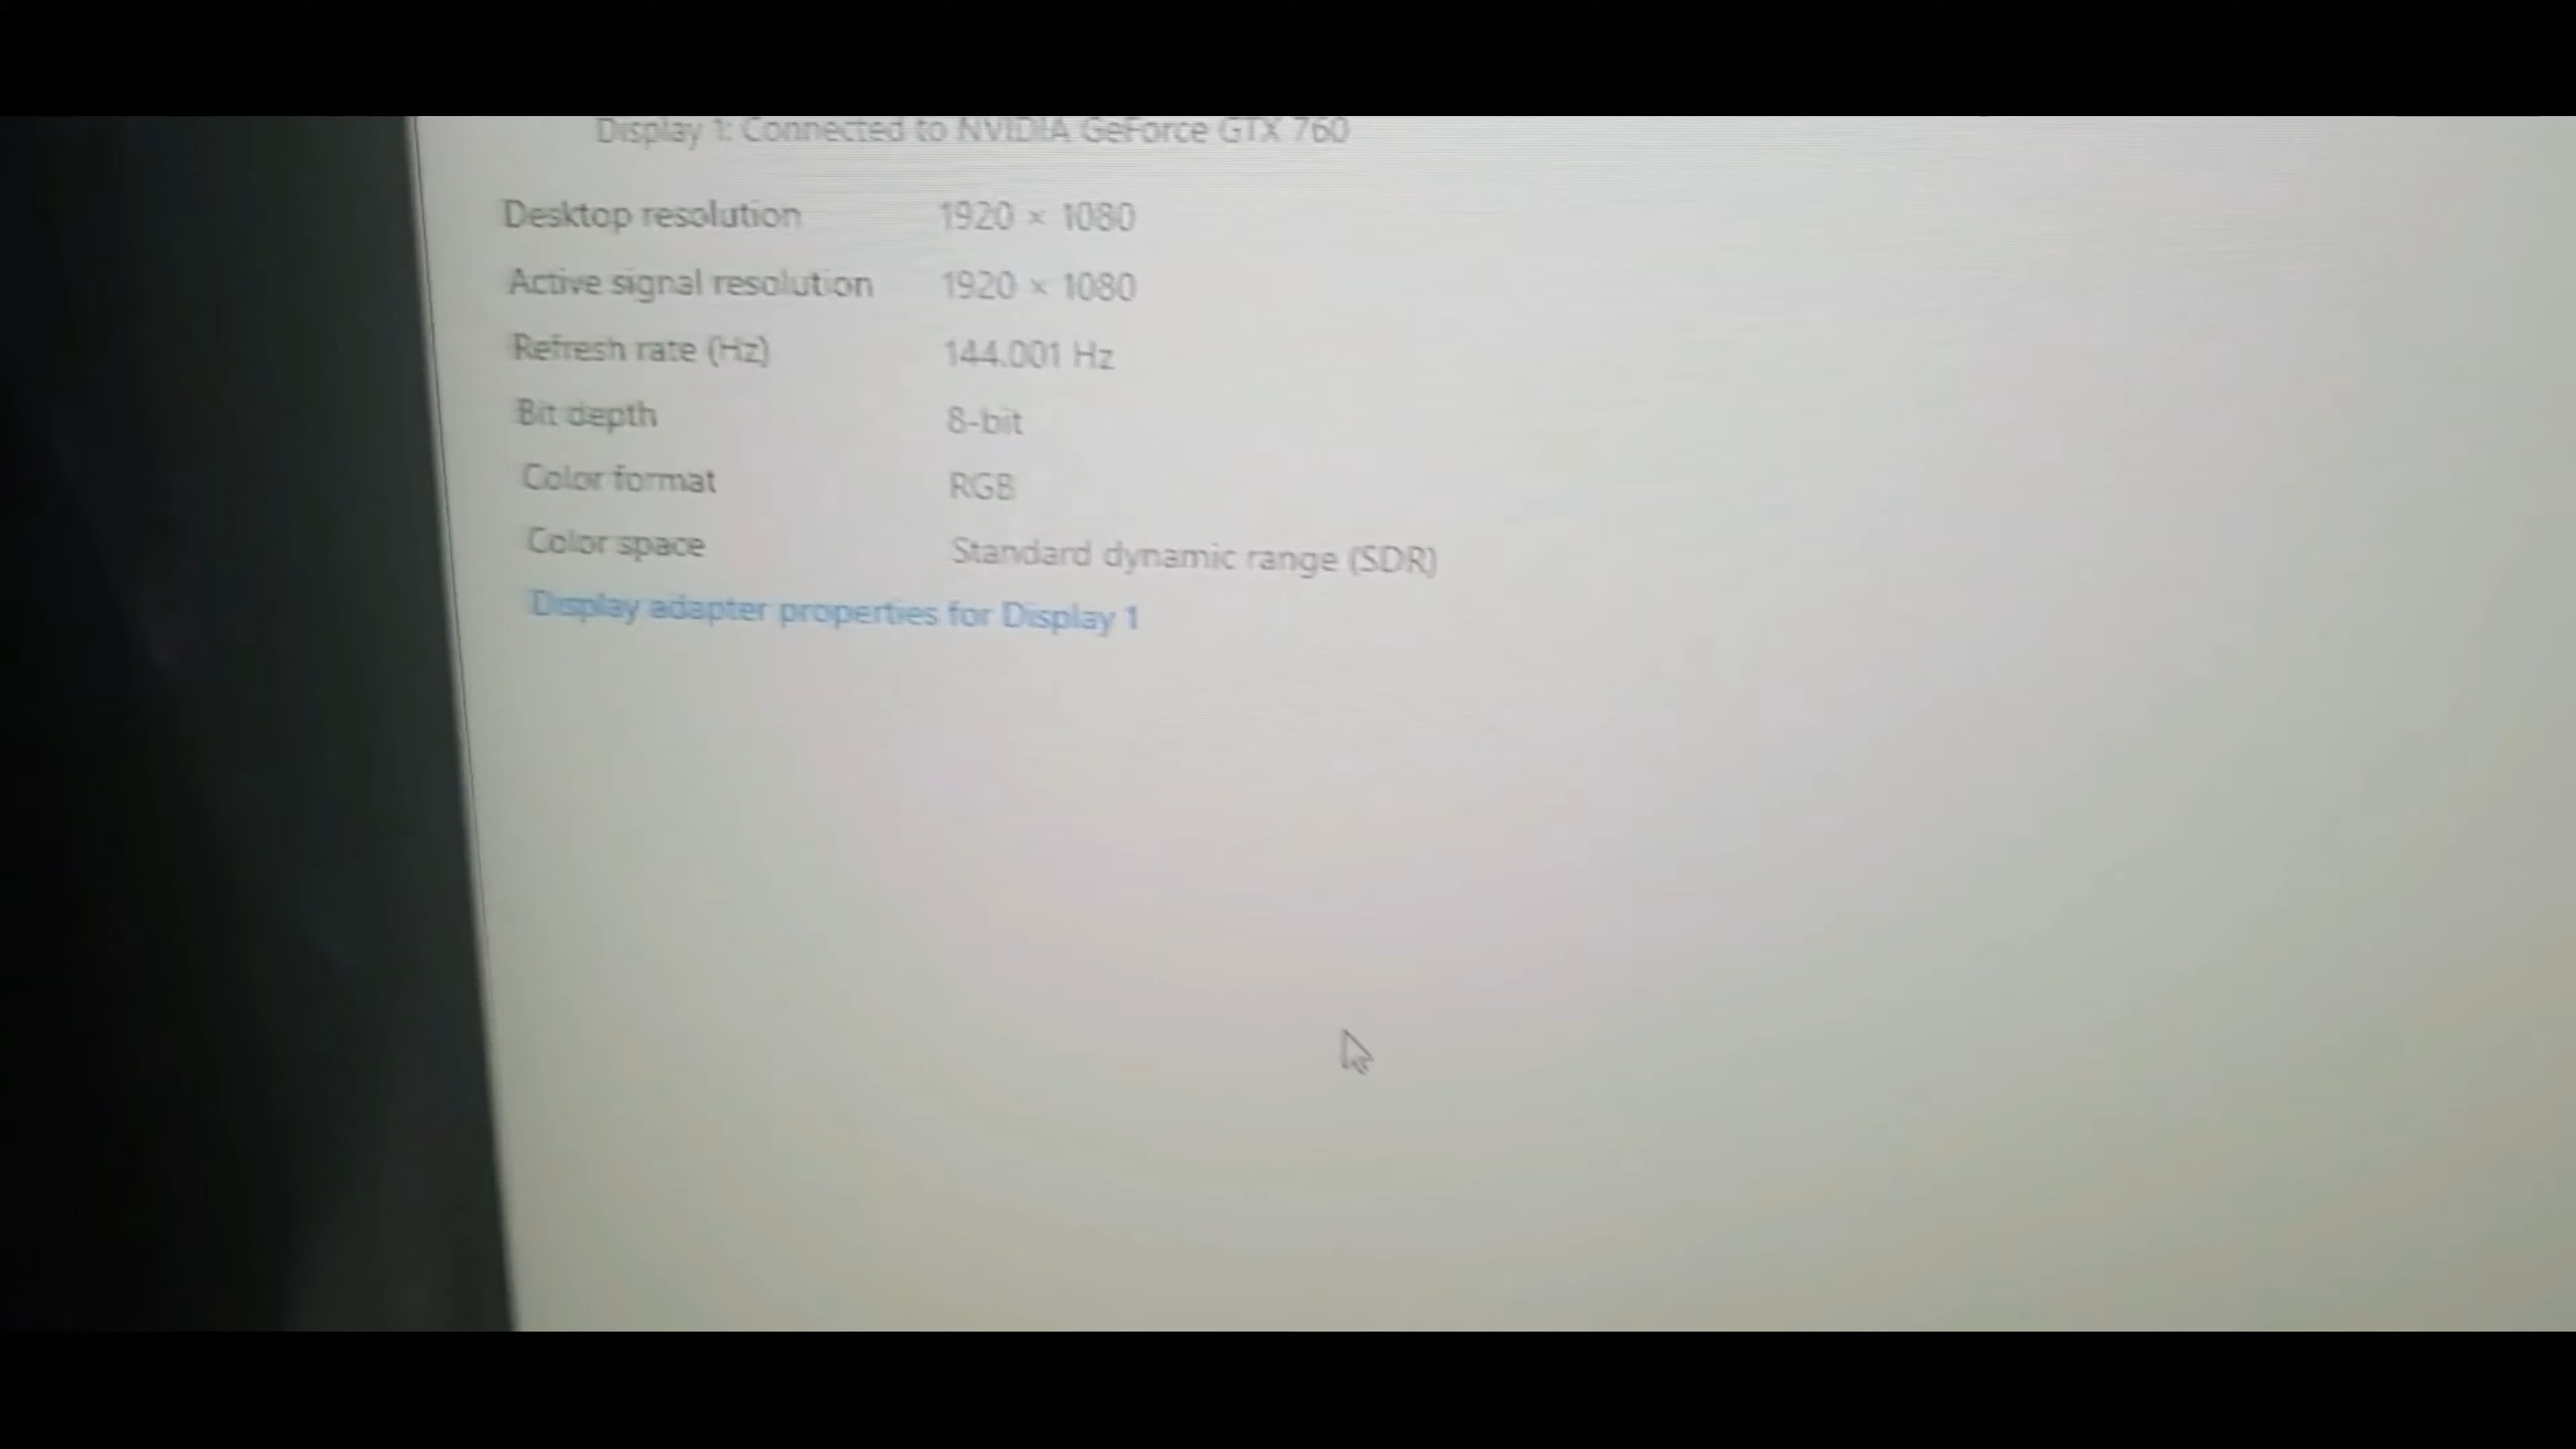 Display 1: Connected to NVIDIA GeForce GTX 760
Desktop resolution 1920 × 1080
Active signal resolution 1920 × 1080
Refresh rate (Hz) 144.001 Hz
Bit depth 8-bit
Color format RGB
Color space Standard dynamic range (SDR)
Display adapter properties for Display 1